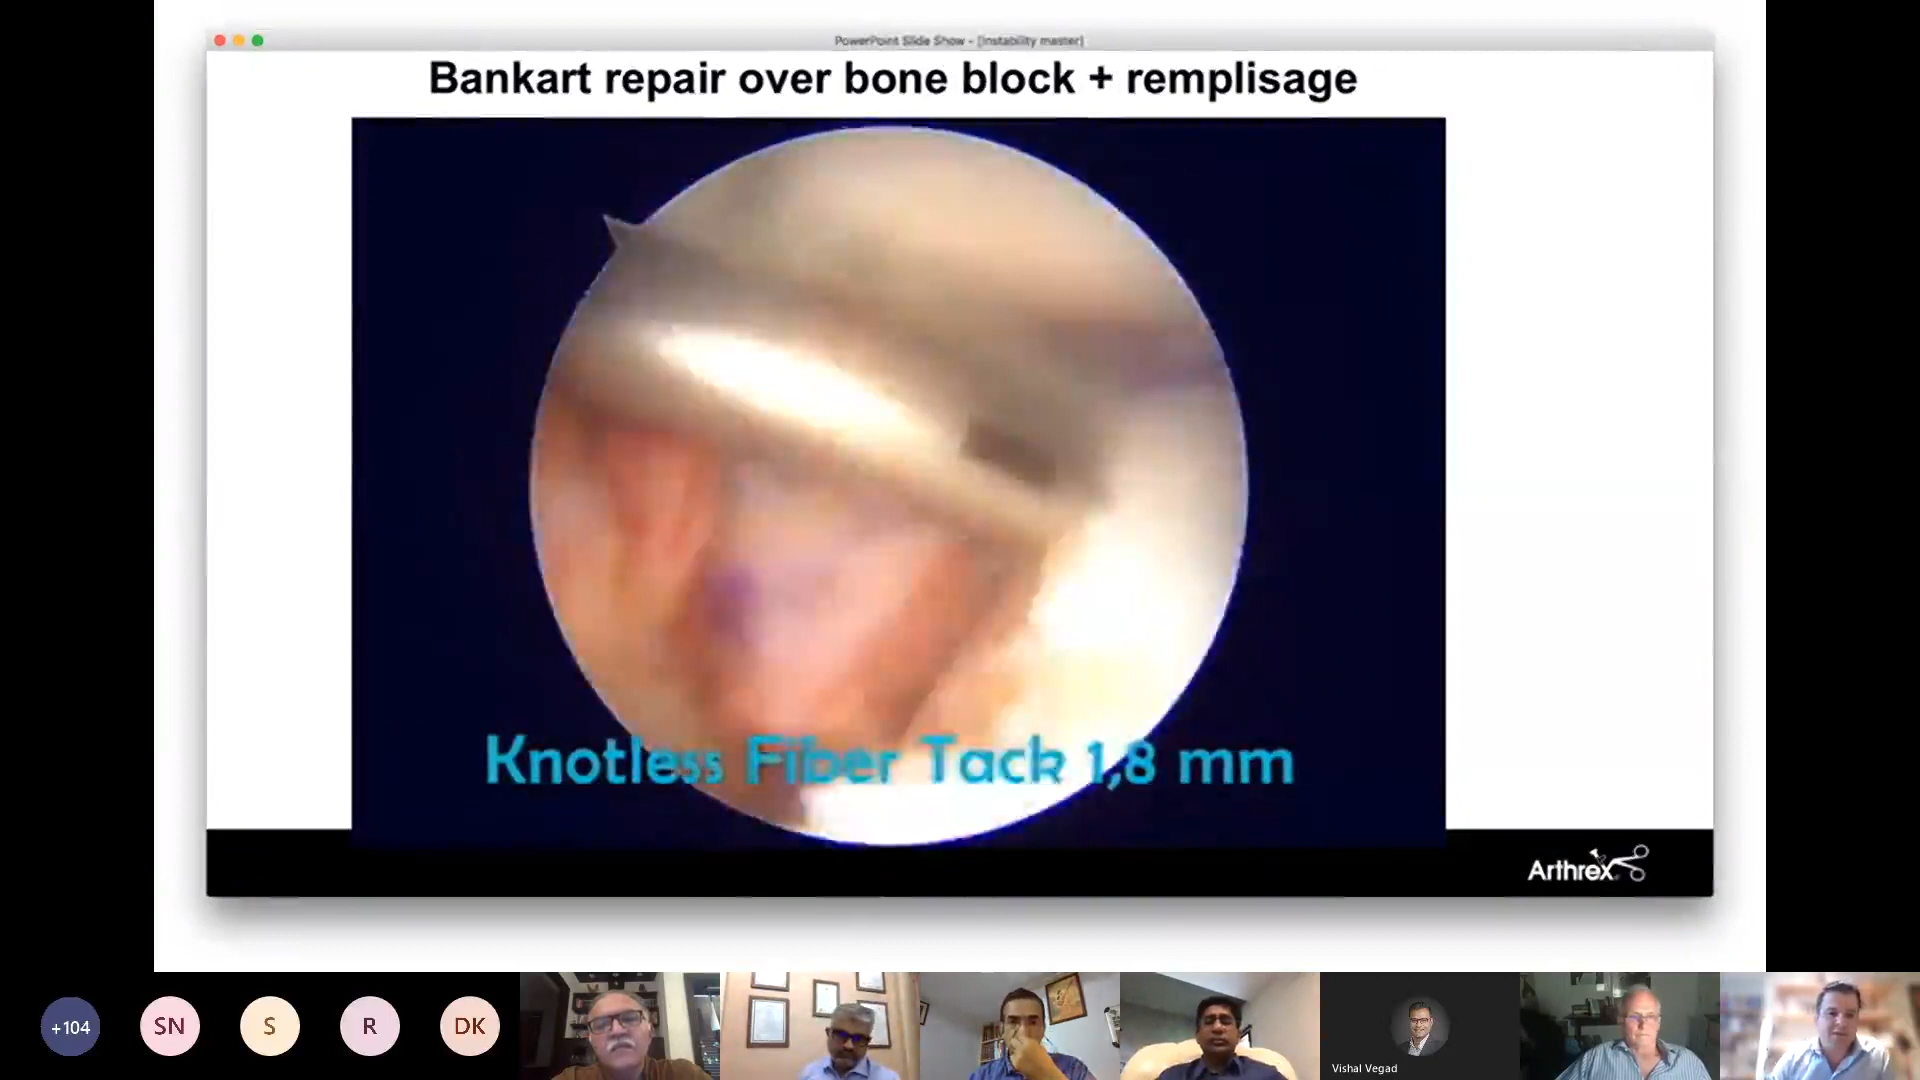 PowerPoint Slide Show - [Instability master]
Bankart repair over bone block + remplisage
Knotless Fiber Tack 1,8 mm
Arthrex
+104
SN
S
R
DK
Vishal Vegad